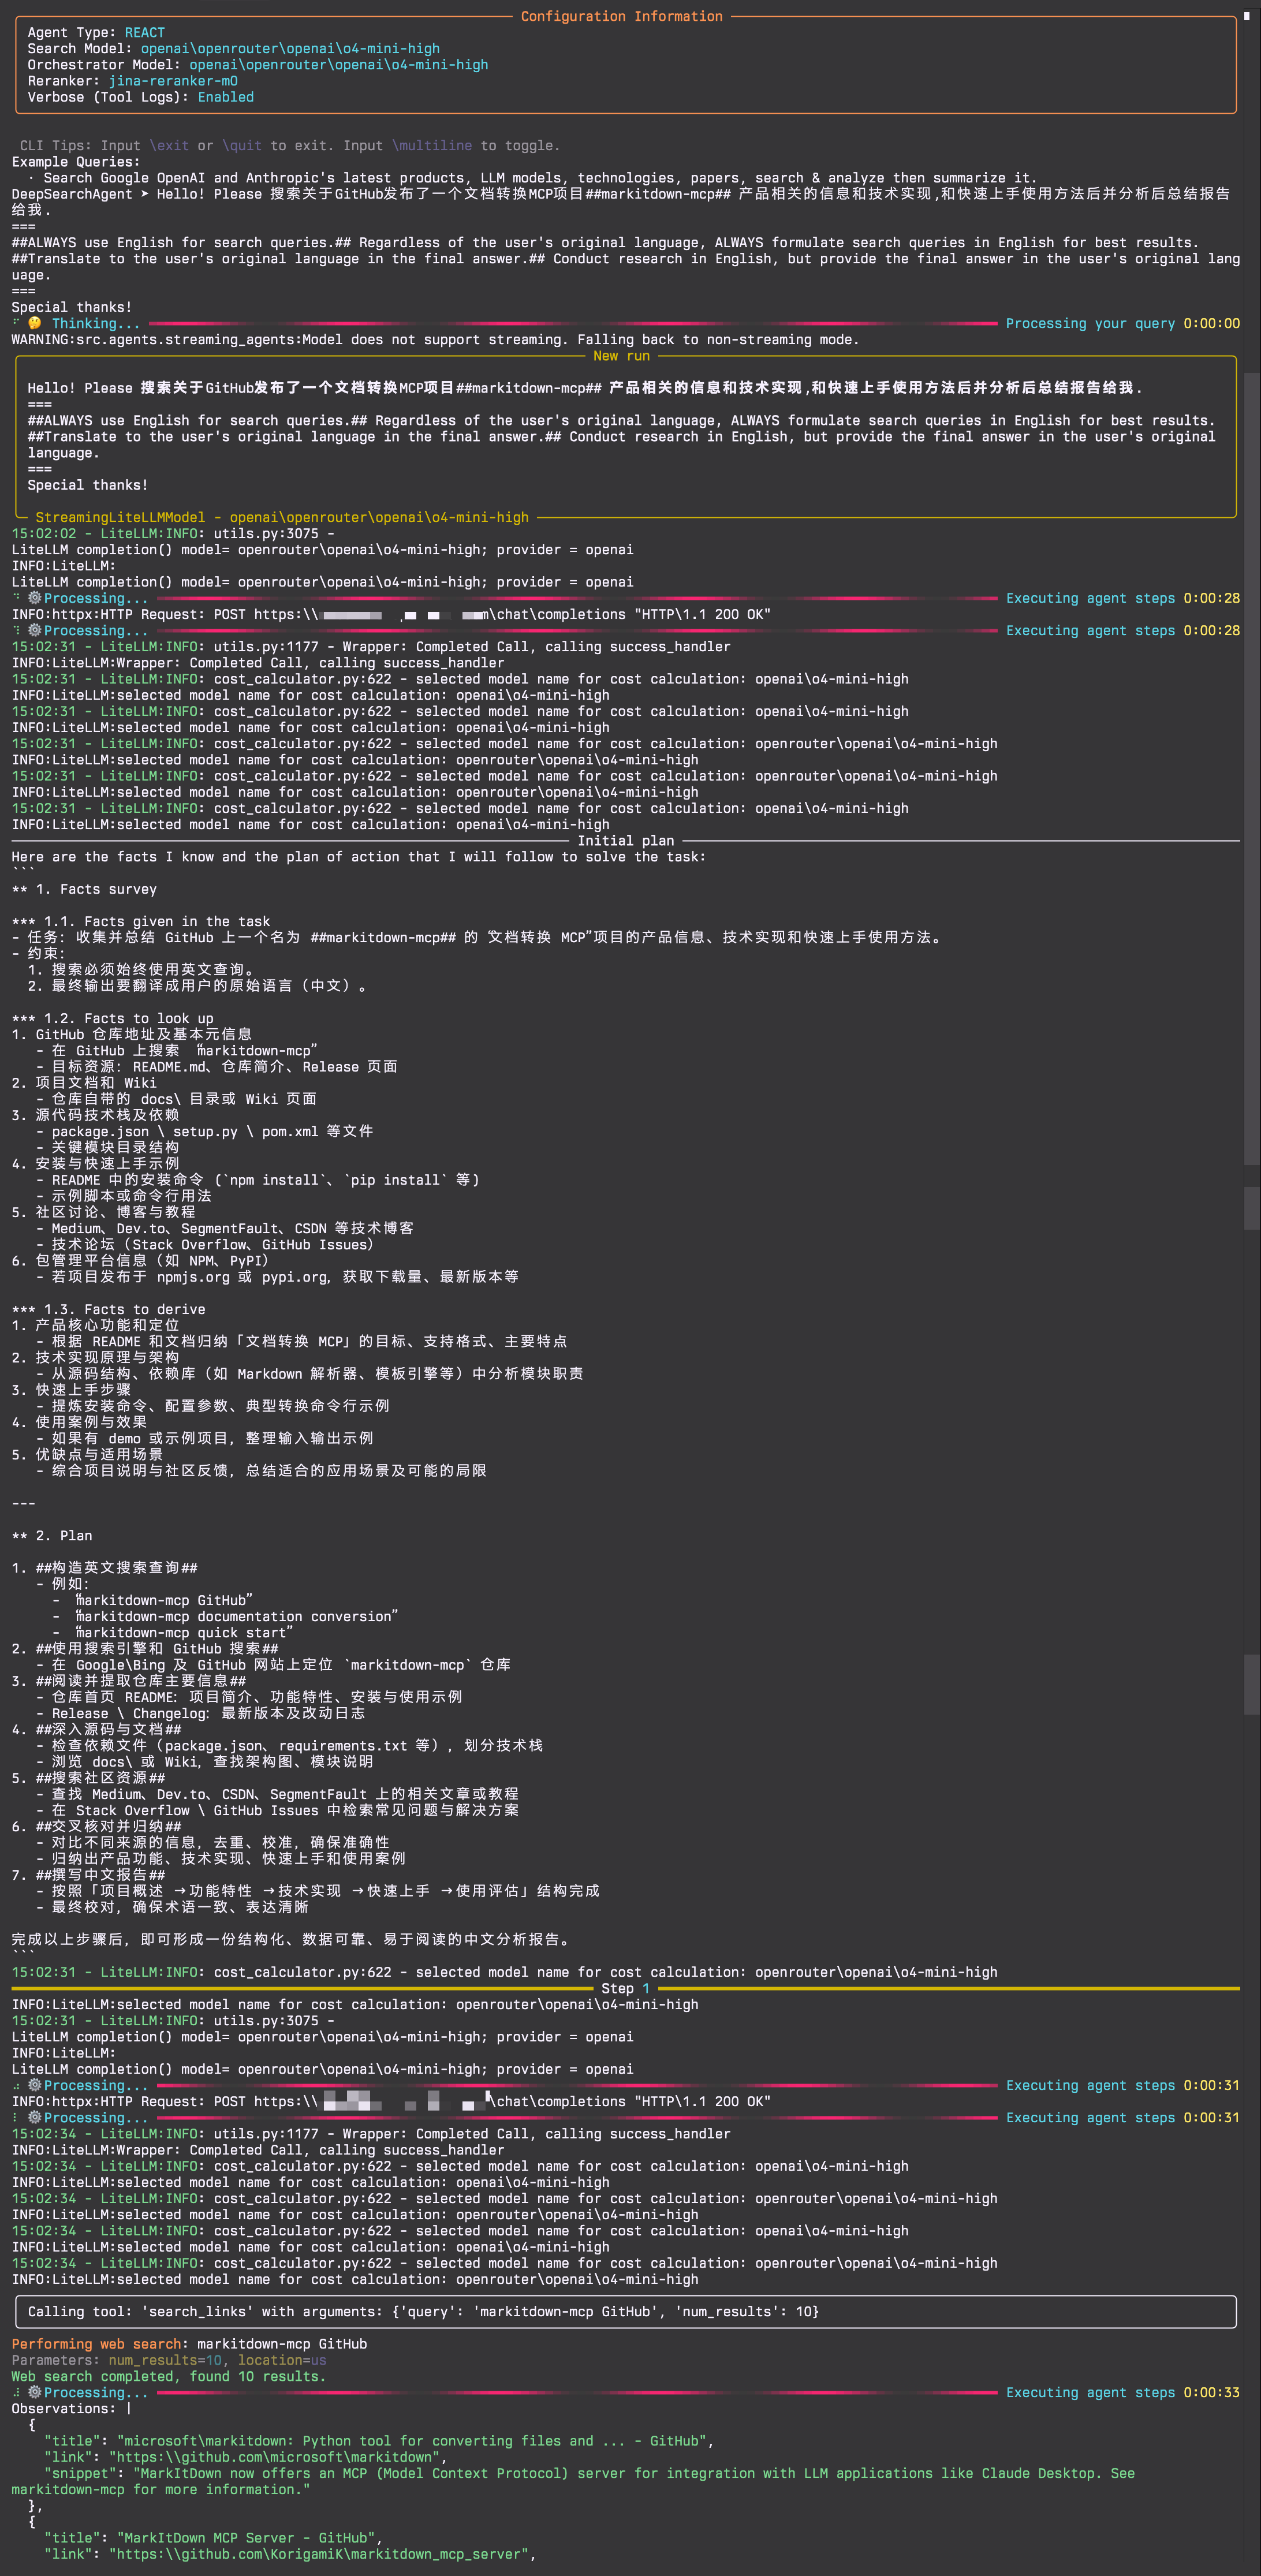 Configuration Information
Agent Type: REACT
Search Model: openai\openrouter\openai\o4-mini-high
Orchestrator Model: openai\openrouter\openai\o4-mini-high
Reranker: jina-reranker-m0
Verbose (Tool Logs): Enabled
CLI Tips: Input \exit or \quit to exit. Input \multiline to toggle.
Example Queries:
· Search Google OpenAI and Anthropic's latest products, LLM models, technologies, papers, search & analyze then summarize it.
DeepSearchAgent ➤ Hello! Please 搜索关于GitHub发布了一个文档转换MCP项目##markitdown-mcp## 产品相关的信息和技术实现,和快速上手使用方法后并分析后总结报告
给我.
===
##ALWAYS use English for search queries.## Regardless of the user's original language, ALWAYS formulate search queries in English for best results.
##Translate to the user's original language in the final answer.## Conduct research in English, but provide the final answer in the user's original lang
uage.
===
Special thanks!
🤔 Thinking... Processing your query 0:00:00
WARNING:src.agents.streaming_agents:Model does not support streaming. Falling back to non-streaming mode.
New run
Hello! Please 搜索关于GitHub发布了一个文档转换MCP项目##markitdown-mcp## 产品相关的信息和技术实现,和快速上手使用方法后并分析后总结报告给我.
===
##ALWAYS use English for search queries.## Regardless of the user's original language, ALWAYS formulate search queries in English for best results.
##Translate to the user's original language in the final answer.## Conduct research in English, but provide the final answer in the user's original
language.
===
Special thanks!
StreamingLiteLLMModel - openai\openrouter\openai\o4-mini-high
15:02:02 - LiteLLM:INFO: utils.py:3075 -
LiteLLM completion() model= openrouter\openai\o4-mini-high; provider = openai
INFO:LiteLLM:
LiteLLM completion() model= openrouter\openai\o4-mini-high; provider = openai
⚙️Processing... Executing agent steps 0:00:28
INFO:httpx:HTTP Request: POST https:\\ \chat\completions "HTTP\1.1 200 OK"
⚙️Processing... Executing agent steps 0:00:28
15:02:31 - LiteLLM:INFO: utils.py:1177 - Wrapper: Completed Call, calling success_handler
INFO:LiteLLM:Wrapper: Completed Call, calling success_handler
15:02:31 - LiteLLM:INFO: cost_calculator.py:622 - selected model name for cost calculation: openai\o4-mini-high
INFO:LiteLLM:selected model name for cost calculation: openai\o4-mini-high
15:02:31 - LiteLLM:INFO: cost_calculator.py:622 - selected model name for cost calculation: openai\o4-mini-high
INFO:LiteLLM:selected model name for cost calculation: openai\o4-mini-high
15:02:31 - LiteLLM:INFO: cost_calculator.py:622 - selected model name for cost calculation: openrouter\openai\o4-mini-high
INFO:LiteLLM:selected model name for cost calculation: openrouter\openai\o4-mini-high
15:02:31 - LiteLLM:INFO: cost_calculator.py:622 - selected model name for cost calculation: openrouter\openai\o4-mini-high
INFO:LiteLLM:selected model name for cost calculation: openrouter\openai\o4-mini-high
15:02:31 - LiteLLM:INFO: cost_calculator.py:622 - selected model name for cost calculation: openai\o4-mini-high
INFO:LiteLLM:selected model name for cost calculation: openai\o4-mini-high
Initial plan
Here are the facts I know and the plan of action that I will follow to solve the task:
```
** 1. Facts survey
*** 1.1. Facts given in the task
- 任务: 收集并总结 GitHub 上一个名为 ##markitdown-mcp## 的“文档转换 MCP”项目的产品信息、技术实现和快速上手使用方法。
- 约束:
1. 搜索必须始终使用英文查询。
2. 最终输出要翻译成用户的原始语言（中文）。
*** 1.2. Facts to look up
1. GitHub 仓库地址及基本元信息
- 在 GitHub 上搜索 “markitdown-mcp”
- 目标资源: README.md、仓库简介、Release 页面
2. 项目文档和 Wiki
- 仓库自带的 docs\ 目录或 Wiki 页面
3. 源代码技术栈及依赖
- package.json \ setup.py \ pom.xml 等文件
- 关键模块目录结构
4. 安装与快速上手示例
- README 中的安装命令 (`npm install`、`pip install` 等)
- 示例脚本或命令行用法
5. 社区讨论、博客与教程
- Medium、Dev.to、SegmentFault、CSDN 等技术博客
- 技术论坛（Stack Overflow、GitHub Issues）
6. 包管理平台信息（如 NPM、PyPI）
- 若项目发布于 npmjs.org 或 pypi.org, 获取下载量、最新版本等
*** 1.3. Facts to derive
1. 产品核心功能和定位
- 根据 README 和文档归纳「文档转换 MCP」的目标、支持格式、主要特点
2. 技术实现原理与架构
- 从源码结构、依赖库（如 Markdown 解析器、模板引擎等）中分析模块职责
3. 快速上手步骤
- 提炼安装命令、配置参数、典型转换命令行示例
4. 使用案例与效果
- 如果有 demo 或示例项目, 整理输入输出示例
5. 优缺点与适用场景
- 综合项目说明与社区反馈, 总结适合的应用场景及可能的局限
---
** 2. Plan
1. ##构造英文搜索查询##
- 例如:
- “markitdown-mcp GitHub”
- “markitdown-mcp documentation conversion”
- “markitdown-mcp quick start”
2. ##使用搜索引擎和 GitHub 搜索##
- 在 Google\Bing 及 GitHub 网站上定位 `markitdown-mcp` 仓库
3. ##阅读并提取仓库主要信息##
- 仓库首页 README: 项目简介、功能特性、安装与使用示例
- Release \ Changelog: 最新版本及改动日志
4. ##深入源码与文档##
- 检查依赖文件（package.json、requirements.txt 等）, 划分技术栈
- 浏览 docs\ 或 Wiki, 查找架构图、模块说明
5. ##搜索社区资源##
- 查找 Medium、Dev.to、CSDN、SegmentFault 上的相关文章或教程
- 在 Stack Overflow \ GitHub Issues 中检索常见问题与解决方案
6. ##交叉核对并归纳##
- 对比不同来源的信息, 去重、校准, 确保准确性
- 归纳出产品功能、技术实现、快速上手和使用案例
7. ##撰写中文报告##
- 按照「项目概述 →功能特性 →技术实现 →快速上手 →使用评估」结构完成
- 最终校对, 确保术语一致、表达清晰
完成以上步骤后, 即可形成一份结构化、数据可靠、易于阅读的中文分析报告。
```
15:02:31 - LiteLLM:INFO: cost_calculator.py:622 - selected model name for cost calculation: openrouter\openai\o4-mini-high
Step 1
INFO:LiteLLM:selected model name for cost calculation: openrouter\openai\o4-mini-high
15:02:31 - LiteLLM:INFO: utils.py:3075 -
LiteLLM completion() model= openrouter\openai\o4-mini-high; provider = openai
INFO:LiteLLM:
LiteLLM completion() model= openrouter\openai\o4-mini-high; provider = openai
⚙️Processing... Executing agent steps 0:00:31
INFO:httpx:HTTP Request: POST https:\\ \chat\completions "HTTP\1.1 200 OK"
⚙️Processing... Executing agent steps 0:00:31
15:02:34 - LiteLLM:INFO: utils.py:1177 - Wrapper: Completed Call, calling success_handler
INFO:LiteLLM:Wrapper: Completed Call, calling success_handler
15:02:34 - LiteLLM:INFO: cost_calculator.py:622 - selected model name for cost calculation: openai\o4-mini-high
INFO:LiteLLM:selected model name for cost calculation: openai\o4-mini-high
15:02:34 - LiteLLM:INFO: cost_calculator.py:622 - selected model name for cost calculation: openrouter\openai\o4-mini-high
INFO:LiteLLM:selected model name for cost calculation: openrouter\openai\o4-mini-high
15:02:34 - LiteLLM:INFO: cost_calculator.py:622 - selected model name for cost calculation: openai\o4-mini-high
INFO:LiteLLM:selected model name for cost calculation: openai\o4-mini-high
15:02:34 - LiteLLM:INFO: cost_calculator.py:622 - selected model name for cost calculation: openrouter\openai\o4-mini-high
INFO:LiteLLM:selected model name for cost calculation: openrouter\openai\o4-mini-high
Calling tool: 'search_links' with arguments: {'query': 'markitdown-mcp GitHub', 'num_results': 10}
Performing web search: markitdown-mcp GitHub
Parameters: num_results=10, location=us
Web search completed, found 10 results.
⚙️Processing... Executing agent steps 0:00:33
Observations: |
{
"title": "microsoft\markitdown: Python tool for converting files and ... - GitHub",
"link": "https:\\github.com\microsoft\markitdown",
"snippet": "MarkItDown now offers an MCP (Model Context Protocol) server for integration with LLM applications like Claude Desktop. See
markitdown-mcp for more information."
},
{
"title": "MarkItDown MCP Server - GitHub",
"link": "https:\\github.com\KorigamiK\markitdown_mcp_server",